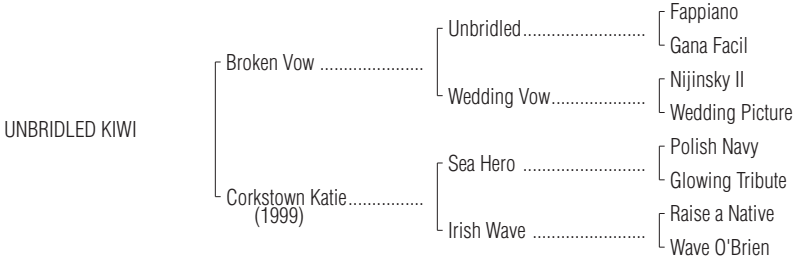 Fappiano
Unbridled..........................
Gana Facil
Broken Vow ......................
Nijinsky II
Wedding Vow....................
Wedding Picture
UNBRIDLED KIWI
Polish Navy
Sea Hero ..........................
Glowing Tribute
Corkstown Katie................
(1999)
Raise a Native
Irish Wave ........................
Wave O'Brien